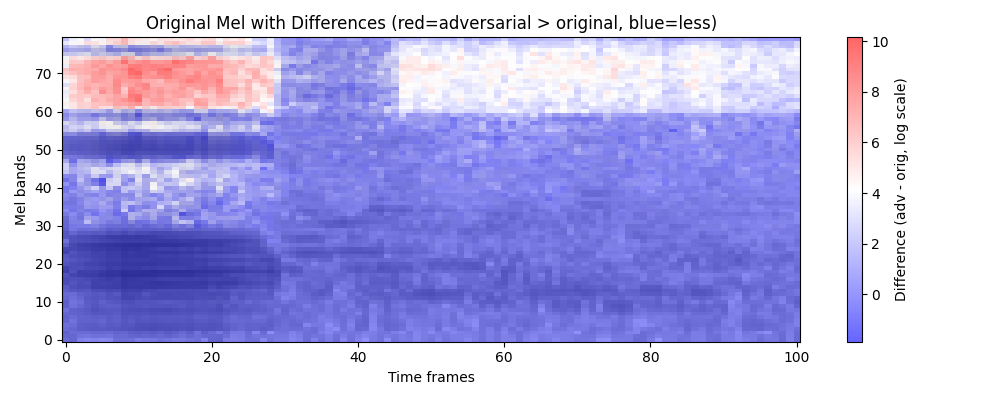 Original Mel with Differences (red=adversarial > original, blue=less)
Mel bands
70
60
50
40
30
20
10
0
0 20 40 60 80 100
Time frames
10
8
6
4
2
0
Difference (adv - orig, log scale)